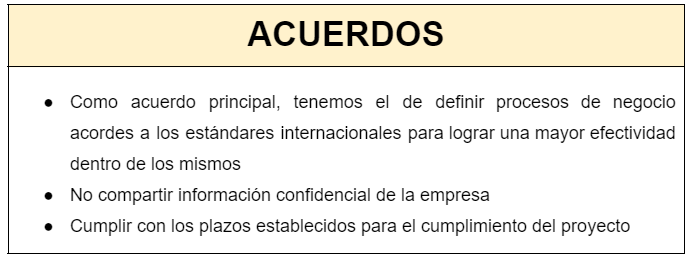 ACUERDOS
● Como acuerdo principal, tenemos el de definir procesos de negocio
acordes a los estándares internacionales para lograr una mayor efectividad
dentro de los mismos
● No compartir información confidencial de la empresa
● Cumplir con los plazos establecidos para el cumplimiento del proyecto